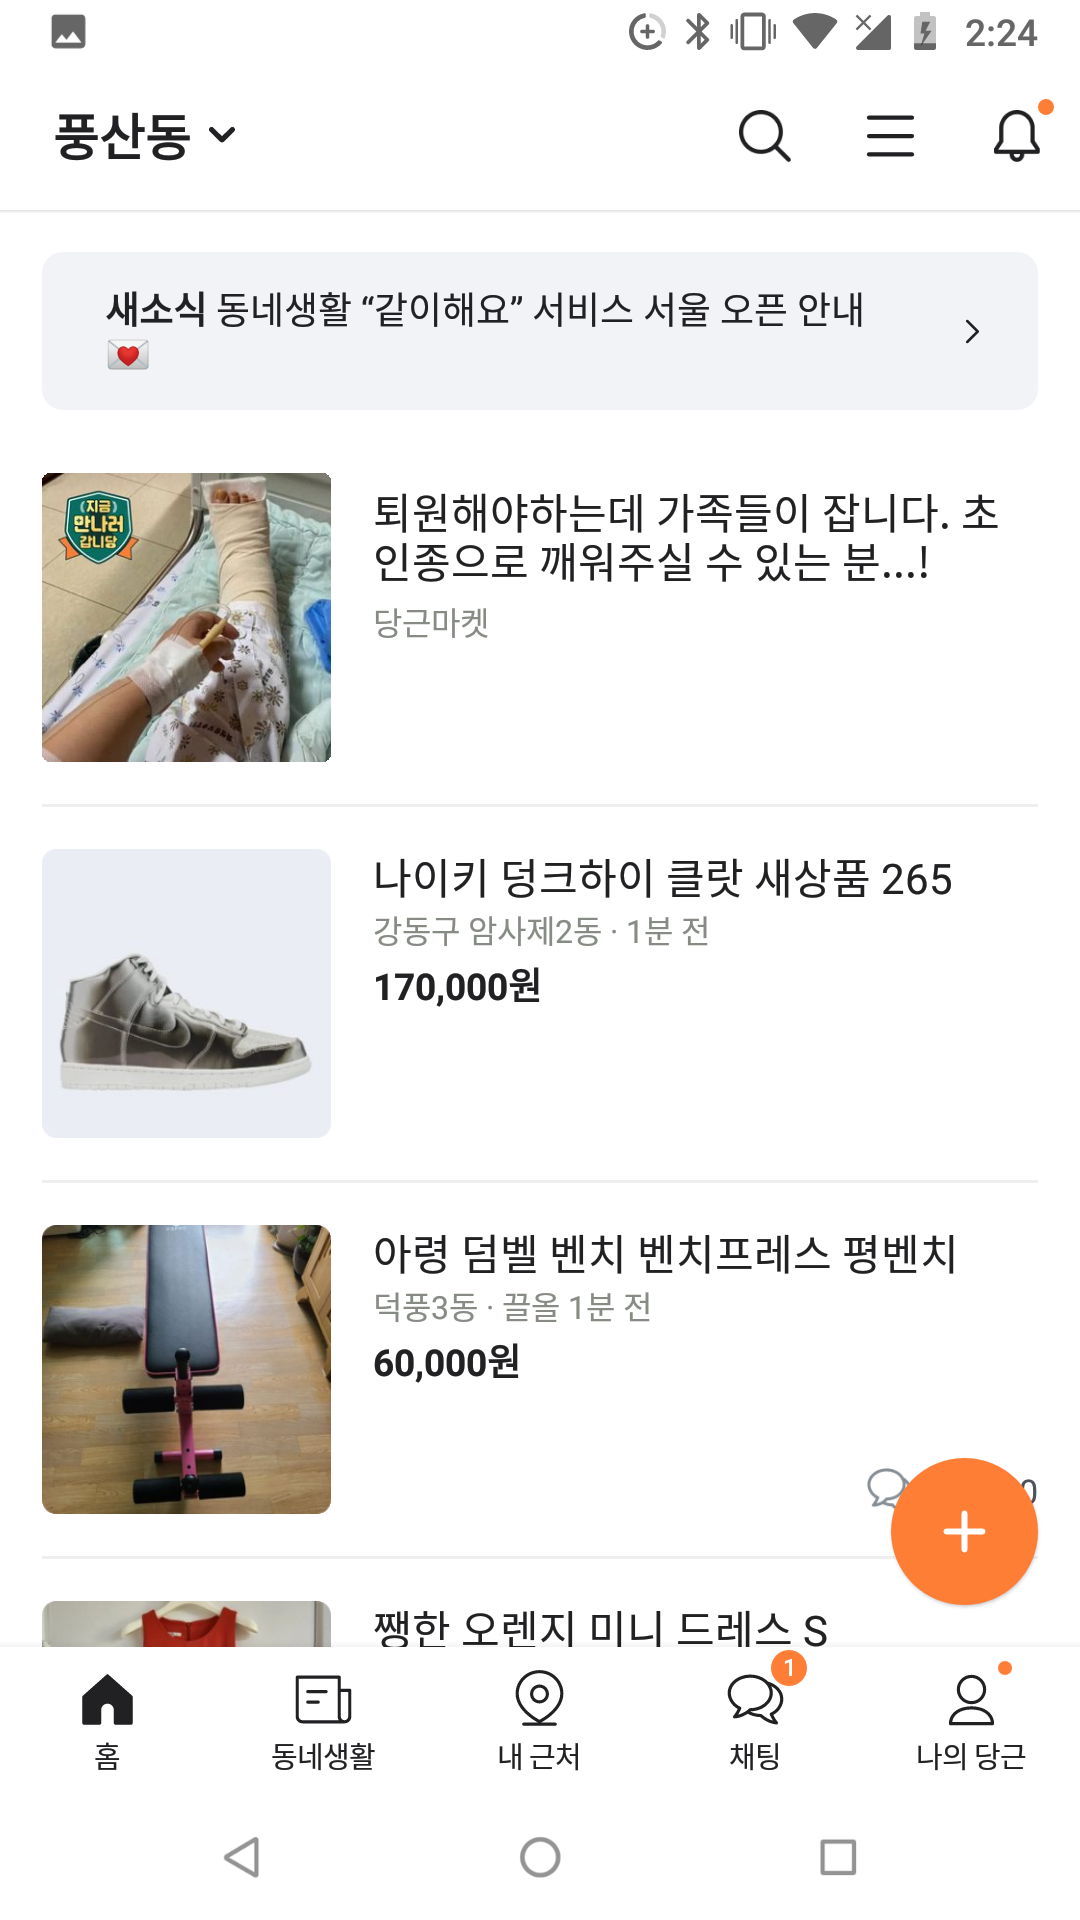 2:24
풍산동
새소식 동네생활 “같이해요” 서비스 서울 오픈 안내
💌
지금
만나러
갑니당
퇴원해야하는데 가족들이 잡니다. 초
인종으로 깨워주실 수 있는 분...!
당근마켓
나이키 덩크하이 클랏 새상품 265
강동구 암사제2동 · 1분 전
170,000원
아령 덤벨 벤치 벤치프레스 평벤치
덕풍3동 · 끌올 1분 전
60,000원
쨍한 오렌지 미니 드레스 S
1
홈
동네생활
내 근처
채팅
나의 당근